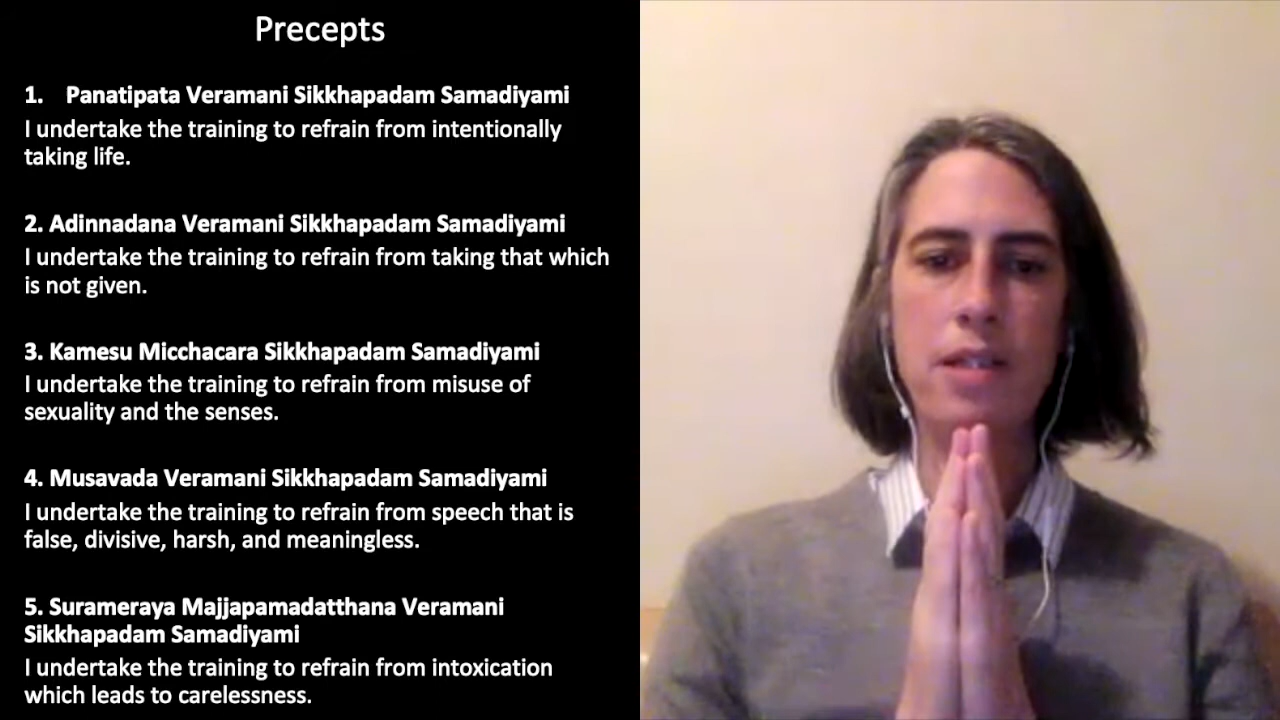 Precepts
1. Panatipata Veramani Sikkhapadam Samadiyami
I undertake the training to refrain from intentionally
taking life.
2. Adinnadana Veramani Sikkhapadam Samadiyami
I undertake the training to refrain from taking that which
is not given.
3. Kamesu Micchacara Sikkhapadam Samadiyami
I undertake the training to refrain from misuse of
sexuality and the senses.
4. Musavada Veramani Sikkhapadam Samadiyami
I undertake the training to refrain from speech that is
false, divisive, harsh, and meaningless.
5. Surameraya Majjapamadatthana Veramani
Sikkhapadam Samadiyami
I undertake the training to refrain from intoxication
which leads to carelessness.